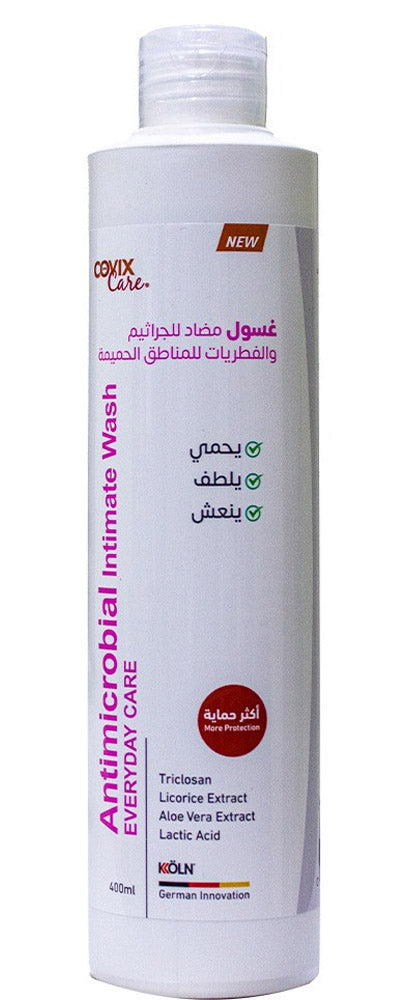 NEW
COVIX
Care
غسول مضاد للجراثيم
والفطريات للمناطق الحميمة
يحمي
يلطف
ينعش
Antimicrobial Intimate Wash
EVERYDAY CARE
أكثر حماية
More Protection
Triclosan
Licorice Extract
Aloe Vera Extract
Lactic Acid
KÖLN
German Innovation
400ml